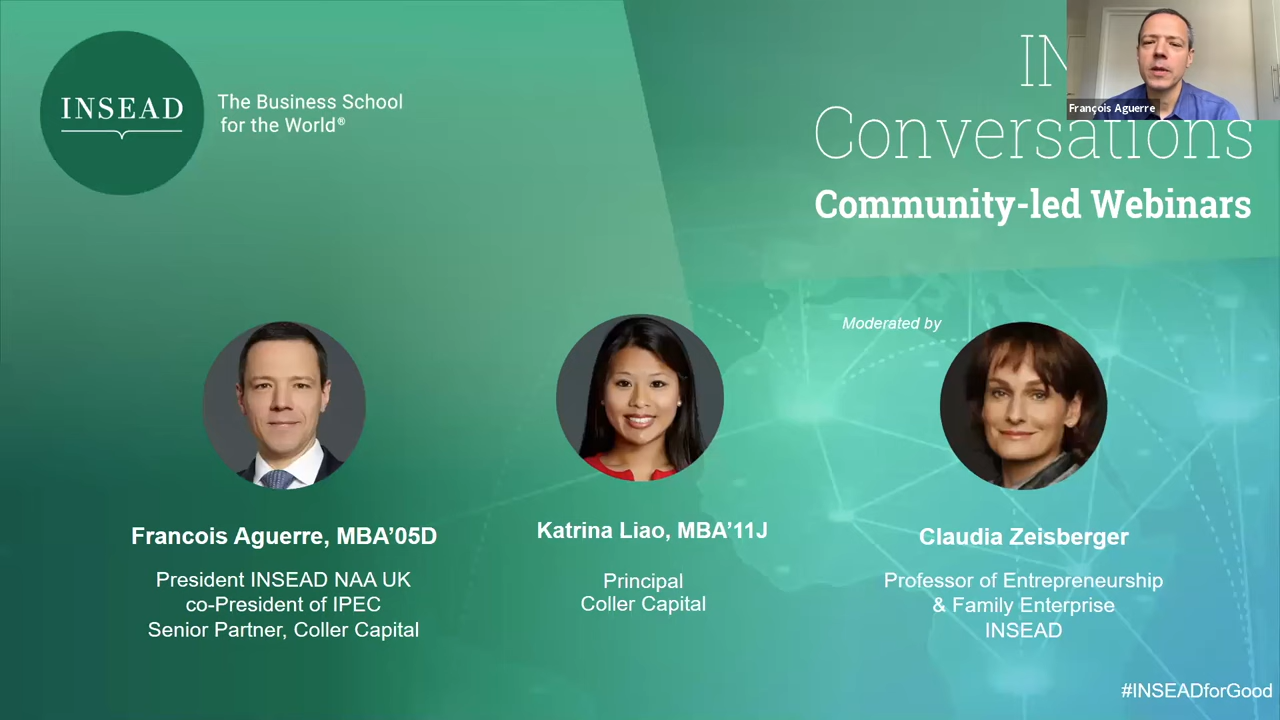 INSEAD
The Business School
for the World®
IN
François Aguerre
Conversations
Community-led Webinars
Moderated by
Francois Aguerre, MBA'05D
President INSEAD NAA UK
co-President of IPEC
Senior Partner, Coller Capital
Katrina Liao, MBA'11J
Principal
Coller Capital
Claudia Zeisberger
Professor of Entrepreneurship
& Family Enterprise
INSEAD
#INSEADforGood